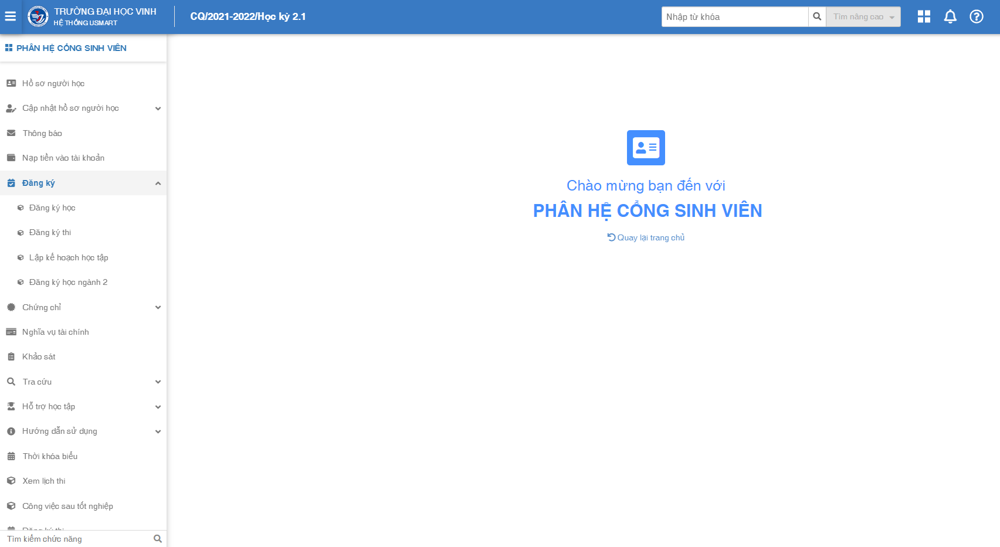 TRƯỜNG ĐẠI HỌC VINH
HỆ THỐNG USMART
CQ/2021-2022/Học kỳ 2.1
Nhập từ khóa
Tìm nâng cao
PHÂN HỆ CỔNG SINH VIÊN
Hồ sơ người học
Cập nhật hồ sơ người học
Thông báo
Nạp tiền vào tài khoản
Đăng ký
Đăng ký học
Đăng ký thi
Lập kế hoạch học tập
Đăng ký học ngành 2
Chứng chỉ
Nghĩa vụ tài chính
Khảo sát
Tra cứu
Hỗ trợ học tập
Hướng dẫn sử dụng
Thời khóa biểu
Xem lịch thi
Công việc sau tốt nghiệp
Đăng ký thi
Tìm kiếm chức năng
Chào mừng bạn đến với
PHÂN HỆ CỔNG SINH VIÊN
Quay lại trang chủ